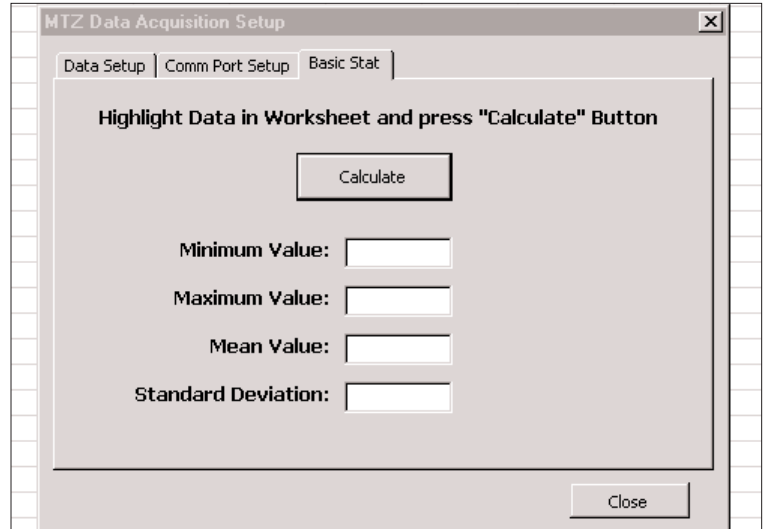 MTZ Data Acquisition Setup
Data Setup Comm Port Setup Basic Stat
Highlight Data in Worksheet and press "Calculate" Button
Calculate
Minimum Value:
Maximum Value:
Mean Value:
Standard Deviation:
Close